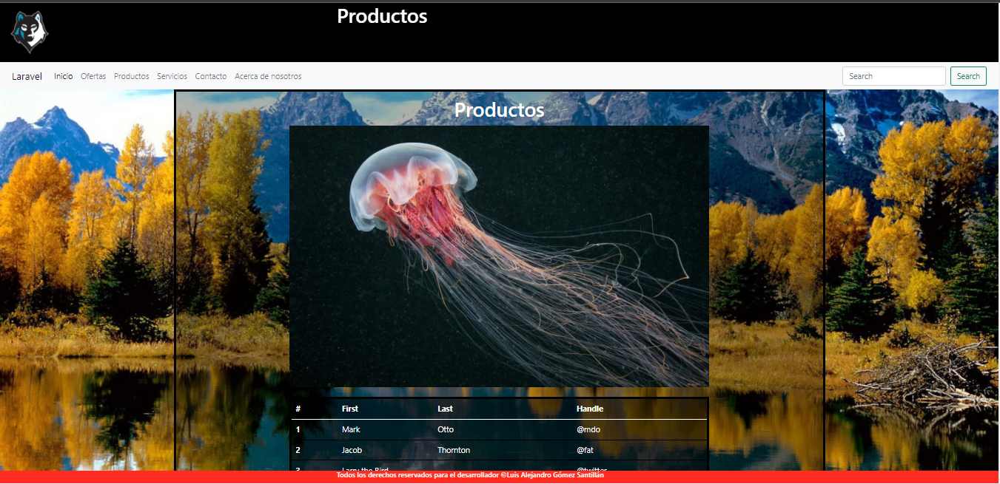 Productos
Laravel Inicio Ofertas Productos Servicios Contacto Acerca de nosotros Search Search
Productos
# First Last Handle
1 Mark Otto @mdo
2 Jacob Thornton @fat
3 Larry the Bird @twitter
Todos los derechos reservados para el desarrollador ©Luis Alejandro Gómez Santillán